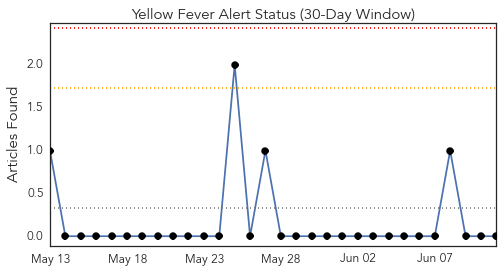 Yellow Fever Alert Status (30-Day Window)
Articles Found
2.0
1.5
1.0
0.5
0.0
May 13 May 18 May 23 May 28 Jun 02 Jun 07